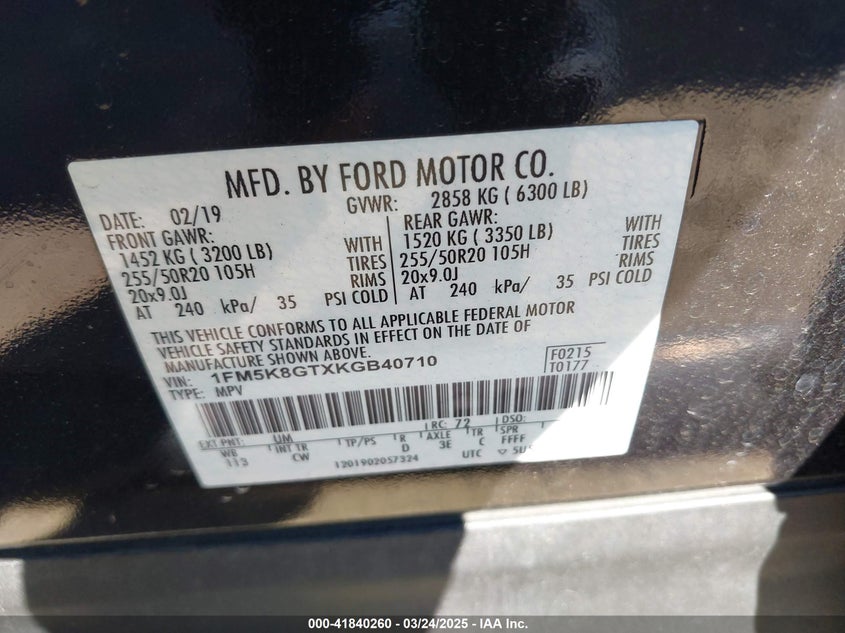 MFD. BY FORD MOTOR CO.
DATE: 02/19
GVWR: 2858 KG ( 6300 LB)
FRONT GAWR:
1452 KG ( 3200 LB) WITH
255/50R20 105H TIRES
20x9.0J RIMS
AT 240 kPa/ 35 PSI COLD
REAR GAWR:
1520 KG ( 3350 LB) WITH
255/50R20 105H TIRES
20x9.0J RIMS
AT 240 kPa/ 35 PSI COLD
THIS VEHICLE CONFORMS TO ALL APPLICABLE FEDERAL MOTOR
VEHICLE SAFETY STANDARDS IN EFFECT ON THE DATE OF
MANUFACTURE SHOWN ABOVE.
VIN: 1FM5K8GTXKGB40710
TYPE: MPV
F0215
T0177
EXT PNT: UM RC: 72 DSO:
WB INT TR TP/PS R AXLE TR SPR
113 CW D 3E C FFFF
1201902057324 UTC ▽ 5U
000-41840260 - 03/24/2025 - IAA Inc.